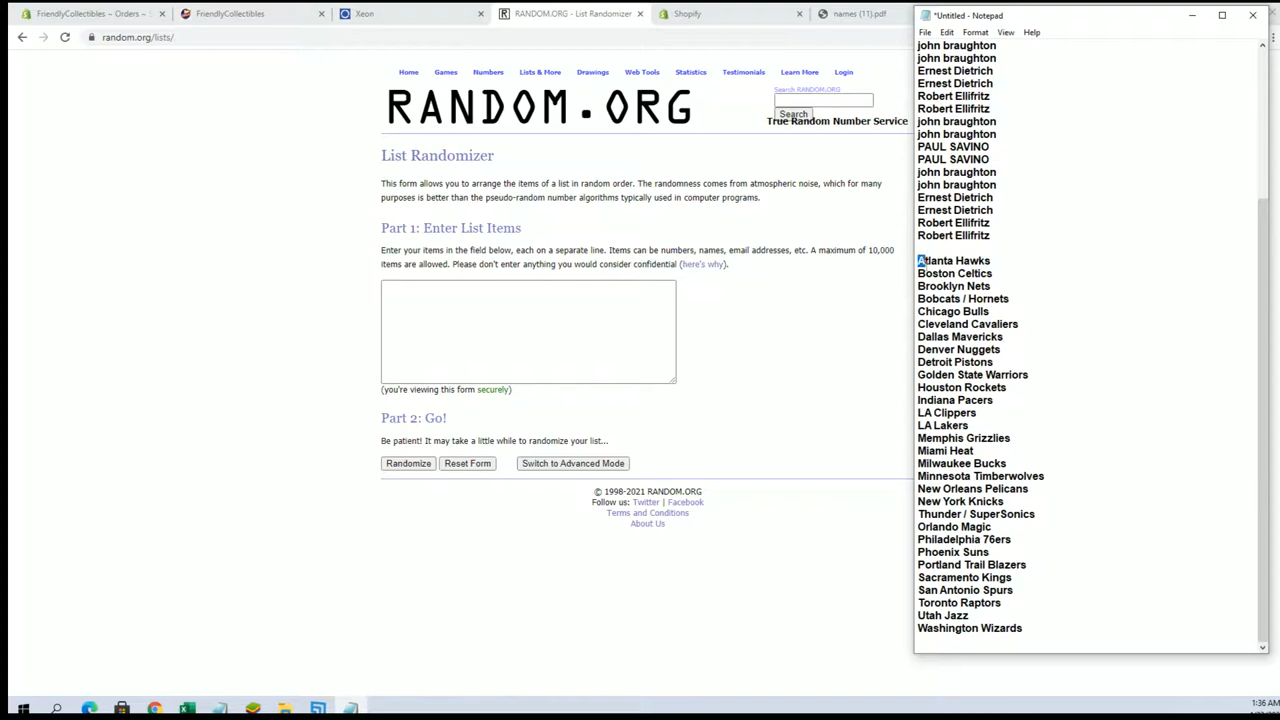 FriendlyCollectibles ~ Orders ~ S
FriendlyCollectibles
Xeon
RANDOM.ORG - List Randomizer
Shopify
names (11).pdf
random.org/lists/
Home
Games
Numbers
Lists & More
Drawings
Web Tools
Statistics
Testimonials
Learn More
Login
Search RANDOM.ORG
RANDOM.ORG
Search
True Random Number Service
List Randomizer
This form allows you to arrange the items of a list in random order. The randomness comes from atmospheric noise, which for many
purposes is better than the pseudo-random number algorithms typically used in computer programs.
Part 1: Enter List Items
Enter your items in the field below, each on a separate line. Items can be numbers, names, email addresses, etc. A maximum of 10,000
items are allowed. Please don't enter anything you would consider confidential (here's why).
(you're viewing this form securely)
Part 2: Go!
Be patient! It may take a little while to randomize your list...
Randomize
Reset Form
Switch to Advanced Mode
© 1998-2021 RANDOM.ORG
Follow us: Twitter | Facebook
Terms and Conditions
About Us
*Untitled - Notepad
File
Edit
Format
View
Help
john braughton
john braughton
Ernest Dietrich
Ernest Dietrich
Robert Ellifritz
Robert Ellifritz
john braughton
john braughton
PAUL SAVINO
PAUL SAVINO
john braughton
john braughton
Ernest Dietrich
Ernest Dietrich
Robert Ellifritz
Robert Ellifritz
Atlanta Hawks
Boston Celtics
Brooklyn Nets
Bobcats / Hornets
Chicago Bulls
Cleveland Cavaliers
Dallas Mavericks
Denver Nuggets
Detroit Pistons
Golden State Warriors
Houston Rockets
Indiana Pacers
LA Clippers
LA Lakers
Memphis Grizzlies
Miami Heat
Milwaukee Bucks
Minnesota Timberwolves
New Orleans Pelicans
New York Knicks
Thunder / SuperSonics
Orlando Magic
Philadelphia 76ers
Phoenix Suns
Portland Trail Blazers
Sacramento Kings
San Antonio Spurs
Toronto Raptors
Utah Jazz
Washington Wizards
1:36 AM